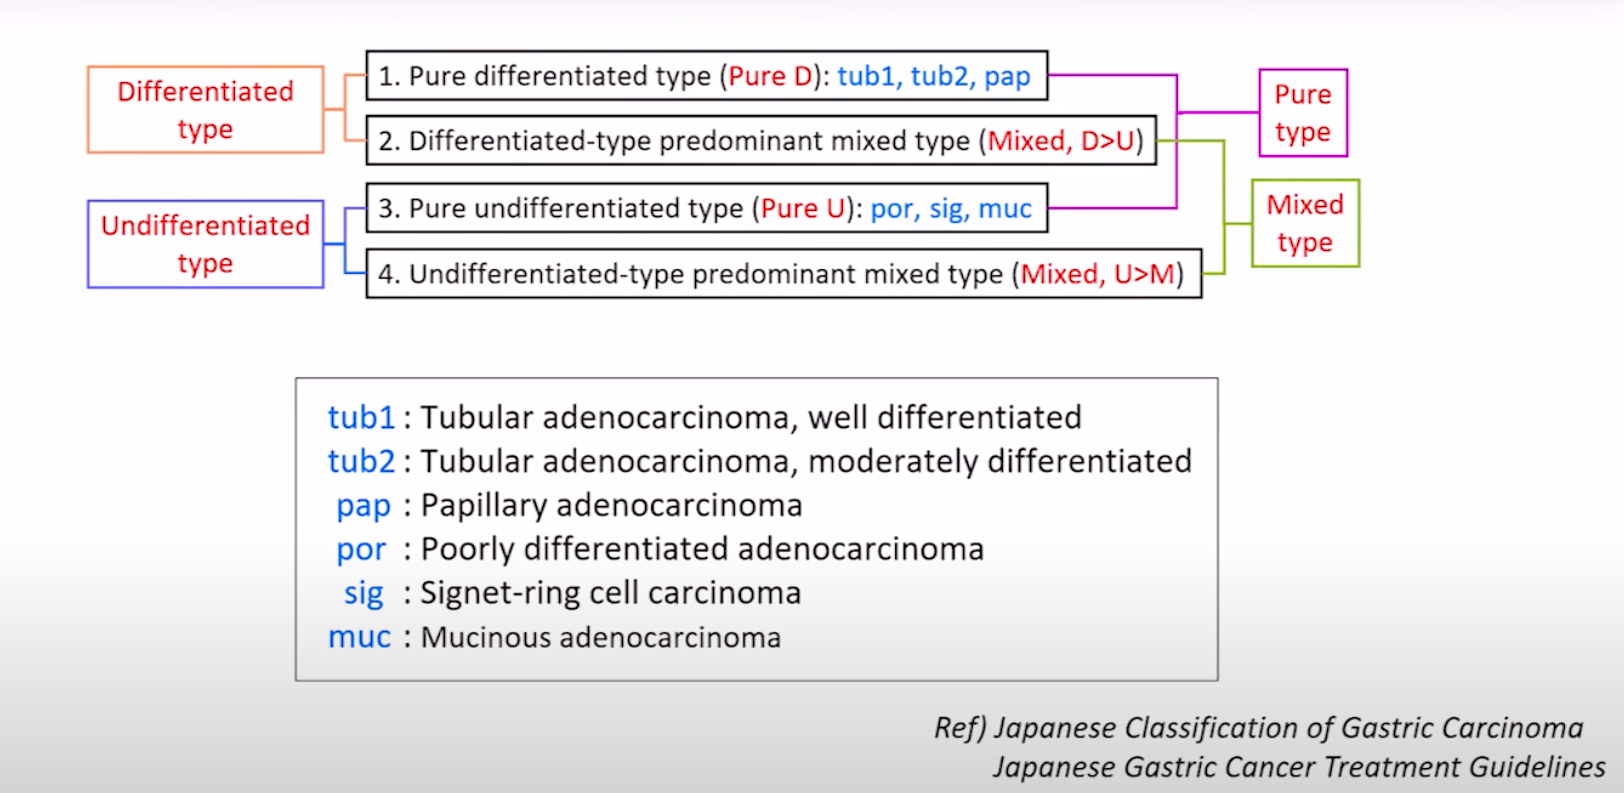 Differentiated
type
1. Pure differentiated type (Pure D): tub1, tub2, pap
2. Differentiated-type predominant mixed type (Mixed, D>U)
Pure
type
Undifferentiated
type
3. Pure undifferentiated type (Pure U): por, sig, muc
4. Undifferentiated-type predominant mixed type (Mixed, U>M)
Mixed
type
tub1 : Tubular adenocarcinoma, well differentiated
tub2 : Tubular adenocarcinoma, moderately differentiated
pap : Papillary adenocarcinoma
por : Poorly differentiated adenocarcinoma
sig : Signet-ring cell carcinoma
muc : Mucinous adenocarcinoma
Ref) Japanese Classification of Gastric Carcinoma
Japanese Gastric Cancer Treatment Guidelines